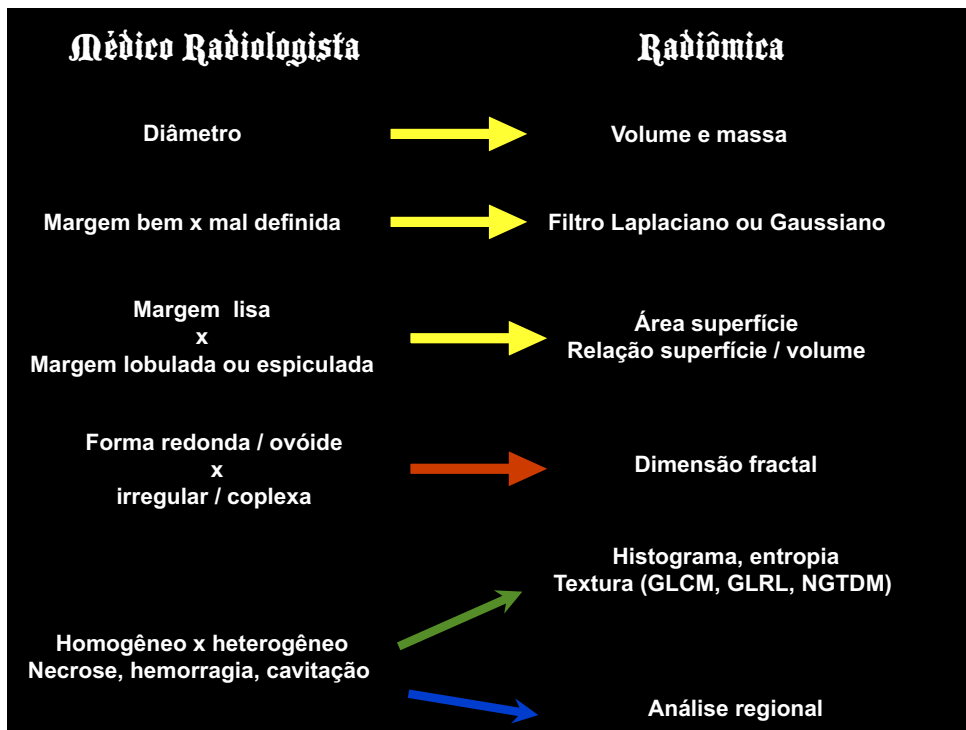 Médico Radiologista
Radiômica
Diâmetro
Volume e massa
Margem bem x mal definida
Filtro Laplaciano ou Gaussiano
Margem lisa
x
Margem lobulada ou espiculada
Área superfície
Relação superfície / volume
Forma redonda / ovóide
x
irregular / coplexa
Dimensão fractal
Homogêneo x heterogêneo
Necrose, hemorragia, cavitação
Histograma, entropia
Textura (GLCM, GLRL, NGTDM)
Análise regional